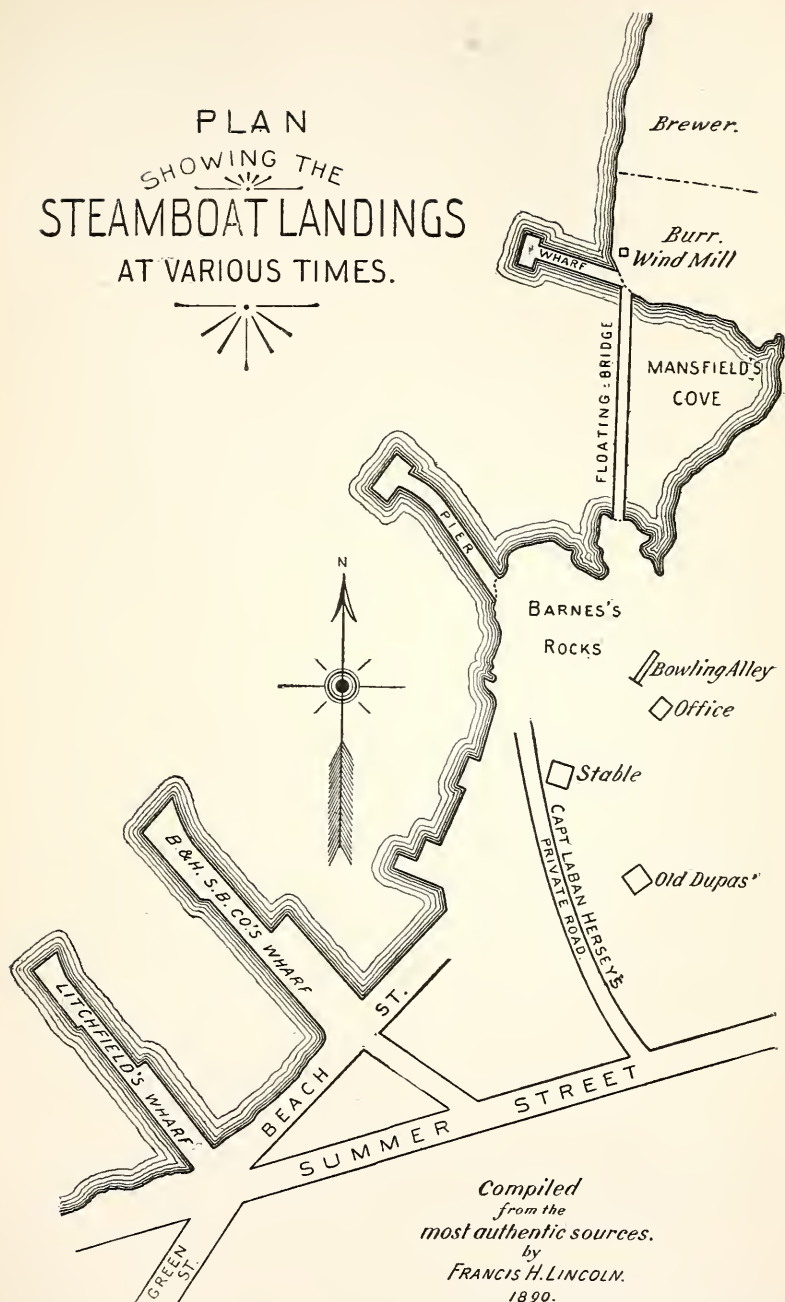 PLAN
SHOWING THE
STEAMBOAT LANDINGS
AT VARIOUS TIMES.
Brewer.
Burr.
Wind Mill
WHARF
FLOATING : BRIDGE
MANSFIELD'S
COVE
PIER
N
BARNES'S
ROCKS
Bowling Alley
Office
Stable
CAPT LABAN HERSEY'S
PRIVATE ROAD.
Old Dupas'
B.&H. S.B.CO'S WHARF
LITCHFIELD'S WHARF
BEACH ST.
SUMMER STREET
GREEN
ST.
Compiled
from the
most authentic sources.
by
FRANCIS H. LINCOLN.
1890.